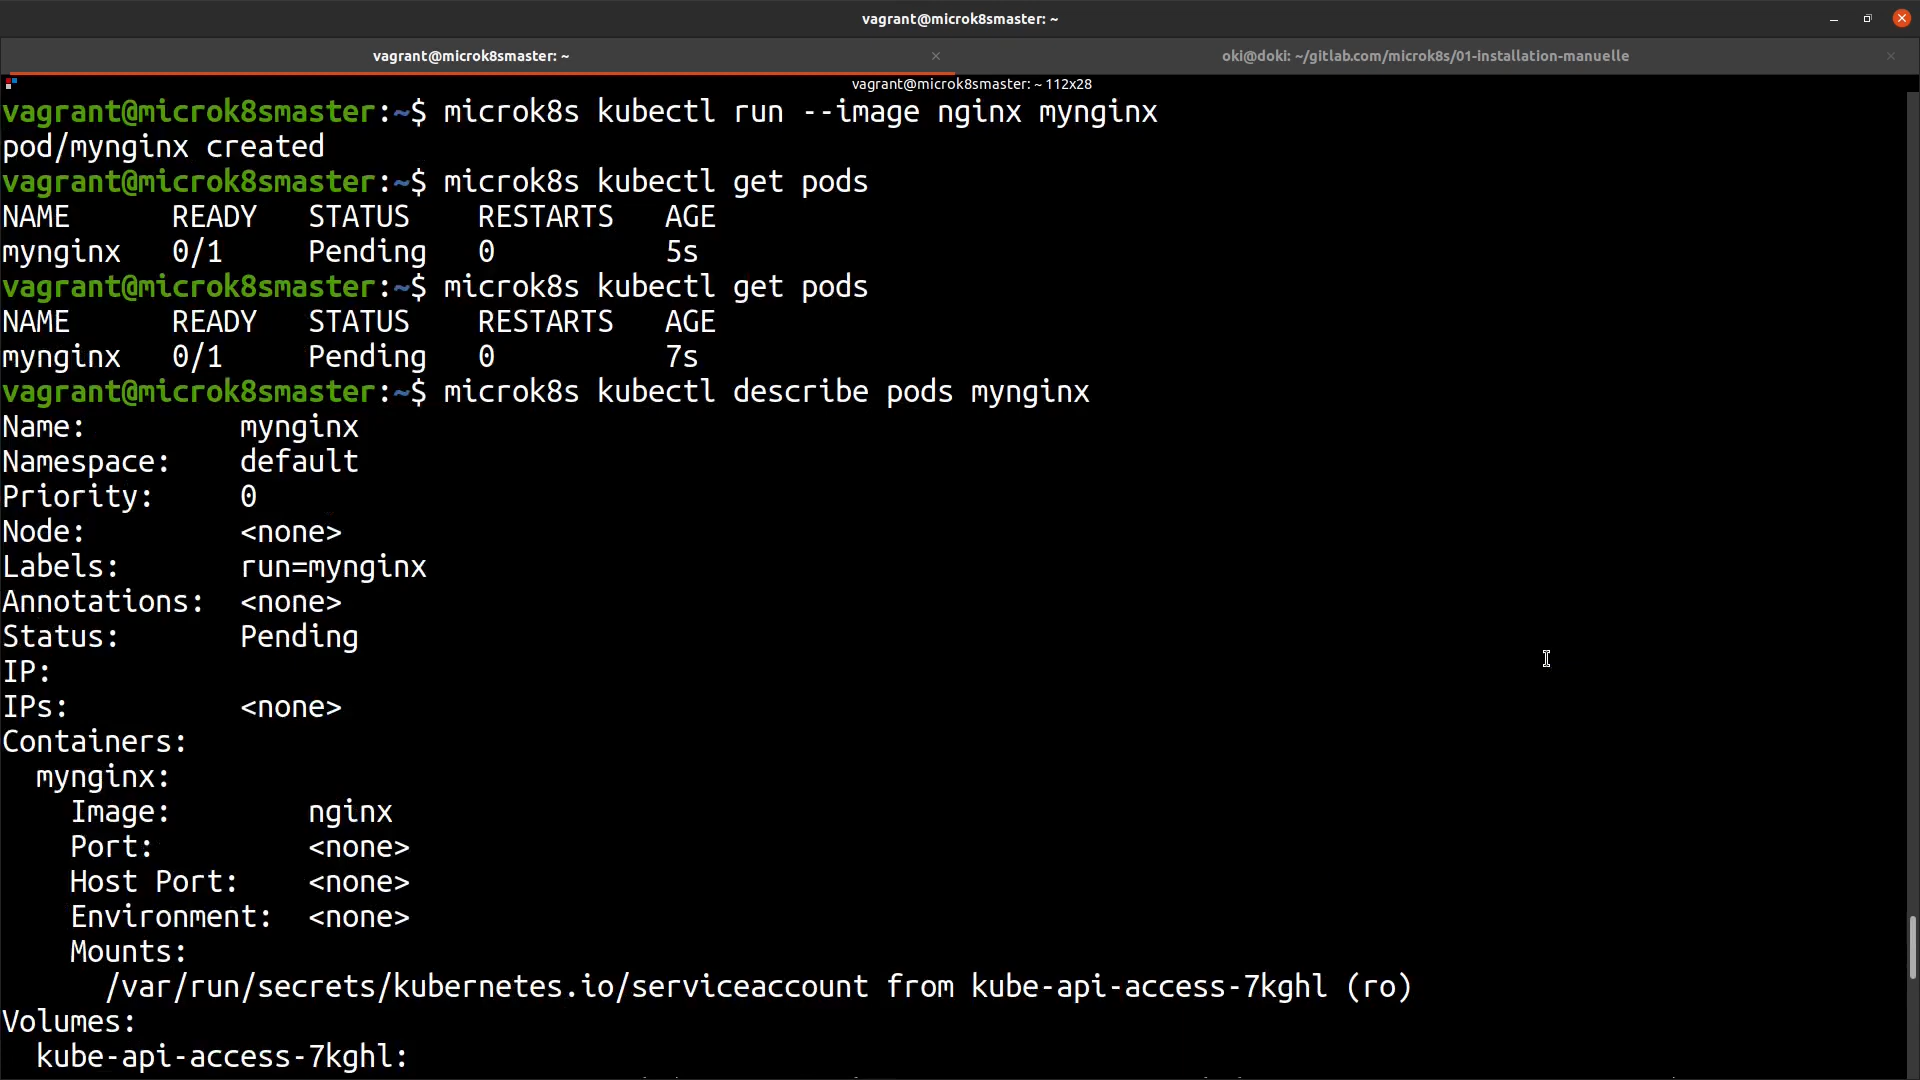 vagrant@microk8smaster: ~
vagrant@microk8smaster: ~
oki@doki: ~/gitlab.com/microk8s/01-installation-manuelle
vagrant@microk8smaster: ~ 112x28
vagrant@microk8smaster:~$ microk8s kubectl run --image nginx mynginx
pod/mynginx created
vagrant@microk8smaster:~$ microk8s kubectl get pods
NAME      READY   STATUS    RESTARTS   AGE
mynginx   0/1     Pending   0          5s
vagrant@microk8smaster:~$ microk8s kubectl get pods
NAME      READY   STATUS    RESTARTS   AGE
mynginx   0/1     Pending   0          7s
vagrant@microk8smaster:~$ microk8s kubectl describe pods mynginx
Name:         mynginx
Namespace:    default
Priority:     0
Node:         <none>
Labels:       run=mynginx
Annotations:  <none>
Status:       Pending
IP:
IPs:          <none>
Containers:
  mynginx:
    Image:        nginx
    Port:         <none>
    Host Port:    <none>
    Environment:  <none>
    Mounts:
      /var/run/secrets/kubernetes.io/serviceaccount from kube-api-access-7kghl (ro)
Volumes:
  kube-api-access-7kghl: